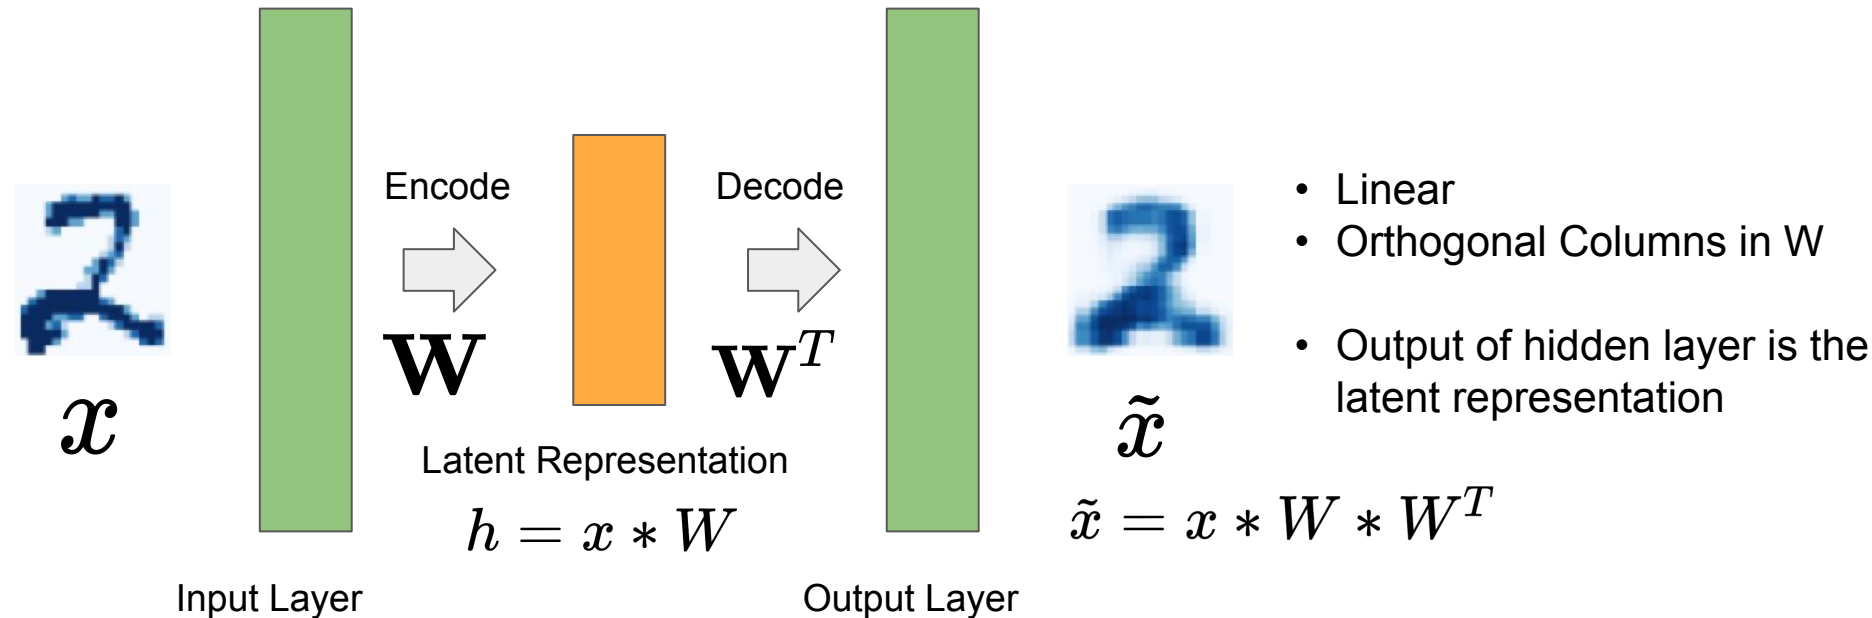 Encode
Decode
W
W^T
x
x̃
Latent Representation
h = x * W
x̃ = x * W * W^T
Input Layer
Output Layer
• Linear
• Orthogonal Columns in W
• Output of hidden layer is the
latent representation